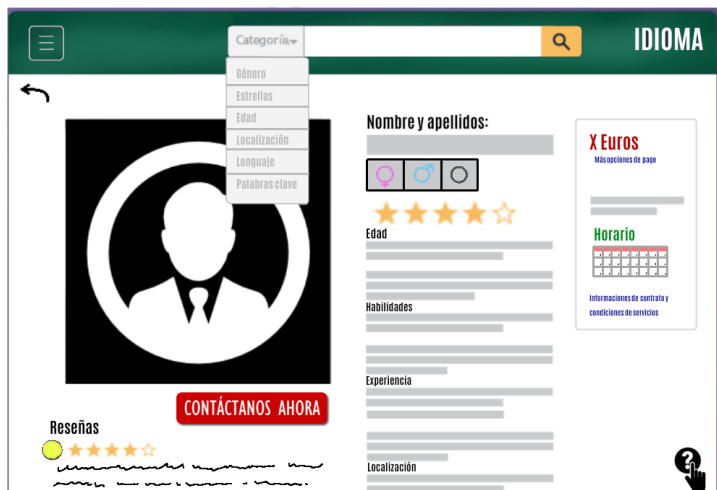 Categoría
IDIOMA
Género
Estrellas
Edad
Localización
Lenguaje
Palabras clave
Nombre y apellidos:
Edad
Habilidades
Experiencia
Localización
X Euros
Más opciones de pago
Horario
Informaciones de contrato y
condiciones de servicios
CONTÁCTANOS AHORA
Reseñas
?